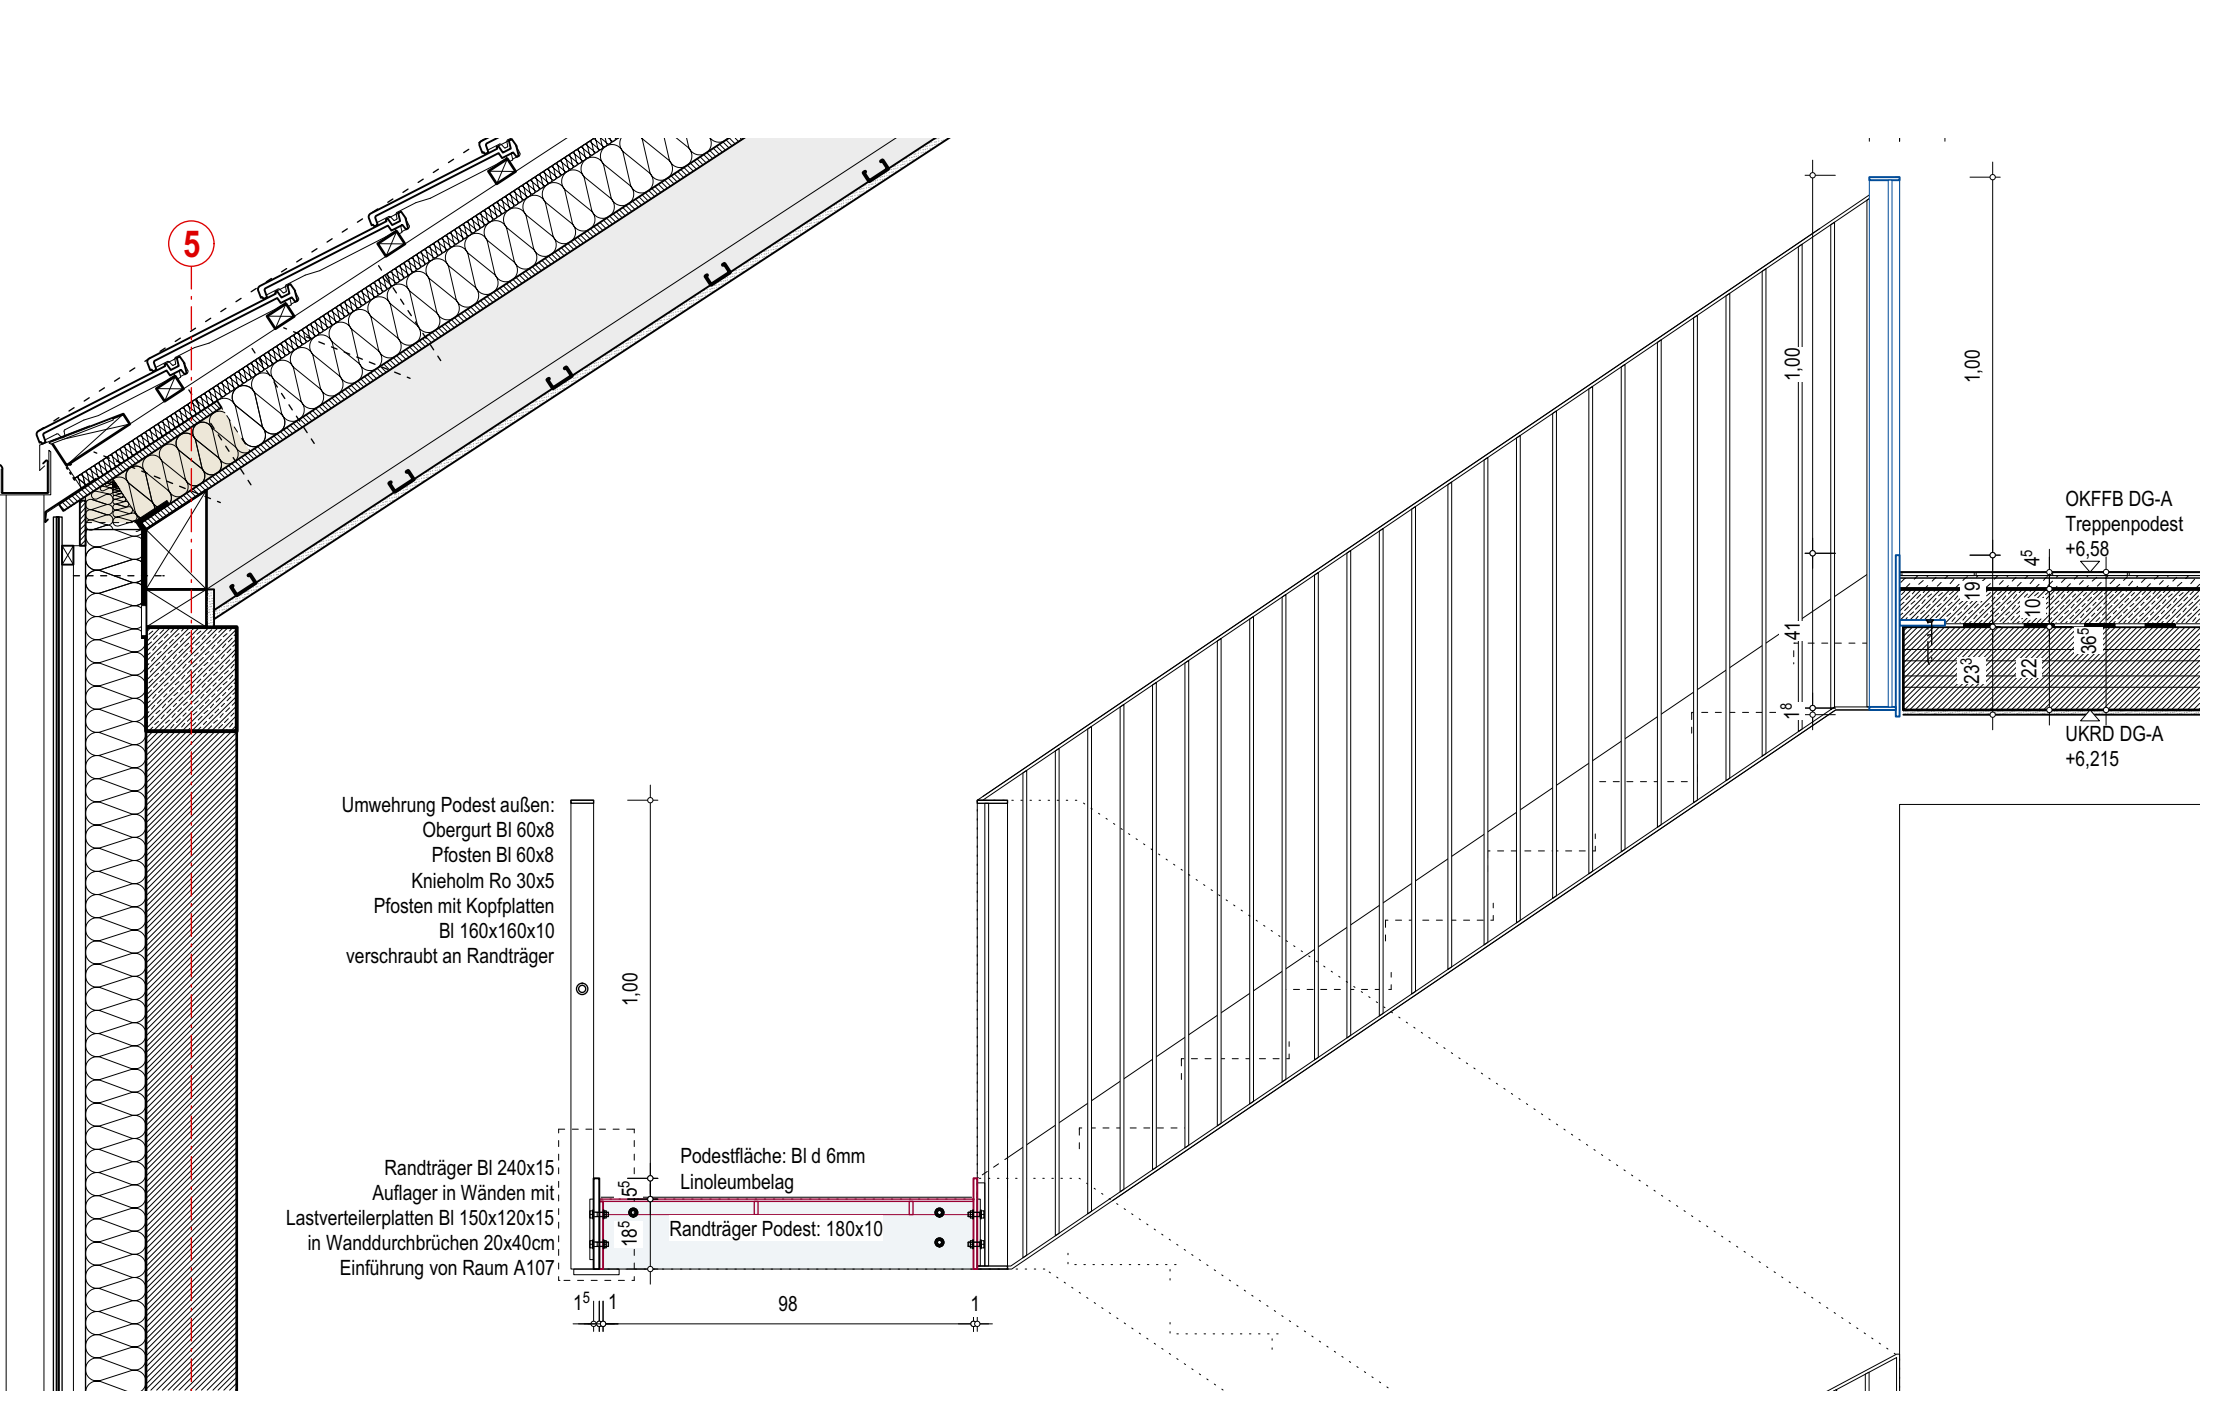 5
1,00
1,00
OKFFB DG-A
Treppenpodest
+6,58
4⁵
19
10
41
36⁵
23³
22
1⁸
UKRD DG-A
+6,215
Umwehrung Podest außen:
Obergurt Bl 60x8
Pfosten Bl 60x8
Knieholm Ro 30x5
Pfosten mit Kopfplatten
Bl 160x160x10
verschraubt an Randträger
1,00
Randträger Bl 240x15
Auflager in Wänden mit
Lastverteilerplatten Bl 150x120x15
in Wanddurchbrüchen 20x40cm
Einführung von Raum A107
Podestfläche: Bl d 6mm
Linoleumbelag
5⁵
18⁵
Randträger Podest: 180x10
1⁵
1
98
1